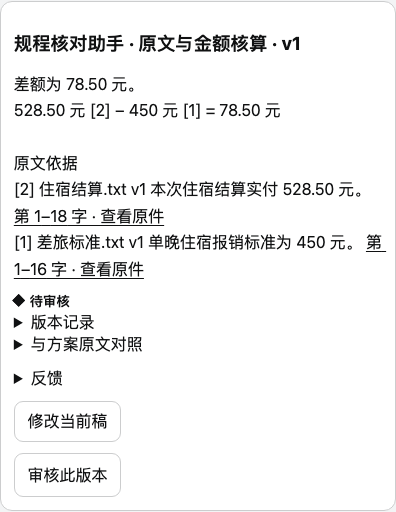 规程核对助手 · 原文与金额核算 · v1
差额为 78.50 元。
528.50 元 [2] − 450 元 [1] = 78.50 元
原文依据
[2] 住宿结算.txt v1 本次住宿结算实付 528.50 元。
第 1–18 字 · 查看原件
[1] 差旅标准.txt v1 单晚住宿报销标准为 450 元。 第
1–16 字 · 查看原件
◆ 待审核
▶ 版本记录
▶ 与方案原文对照
▶ 反馈
修改当前稿
审核此版本